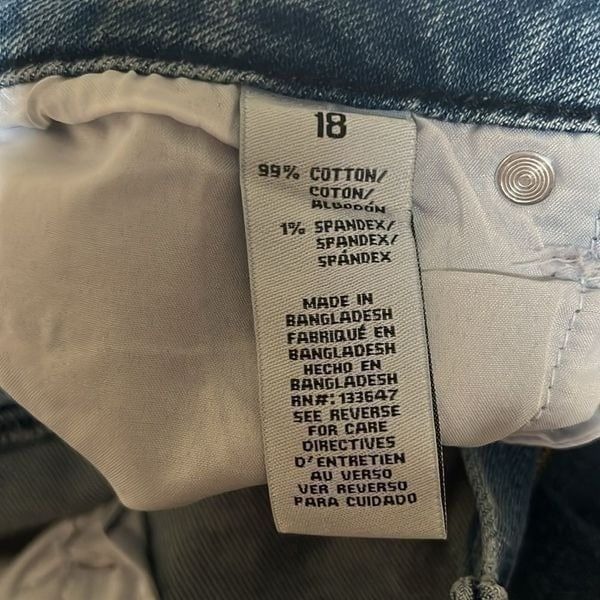 18
99% COTTON/
COTON/
ALGODÓN
1% SPANDEX/
SPANDEX/
SPÁNDEX
MADE IN
BANGLADESH
FABRIQUÉ EN
BANGLADESH
HECHO EN
BANGLADESH
RN#: 133647
SEE REVERSE
FOR CARE
DIRECTIVES
D'ENTRETIEN
AU VERSO
VER REVERSO
PARA CUIDADO